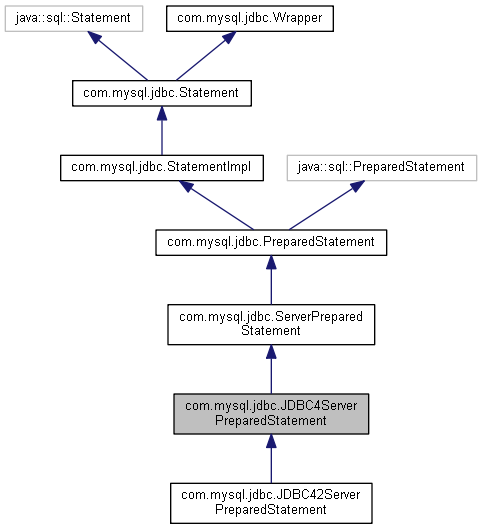 java::sql::Statement
com.mysql.jdbc.Wrapper
com.mysql.jdbc.Statement
com.mysql.jdbc.StatementImpl
java::sql::PreparedStatement
com.mysql.jdbc.PreparedStatement
com.mysql.jdbc.ServerPrepared
Statement
com.mysql.jdbc.JDBC4Server
PreparedStatement
com.mysql.jdbc.JDBC42Server
PreparedStatement